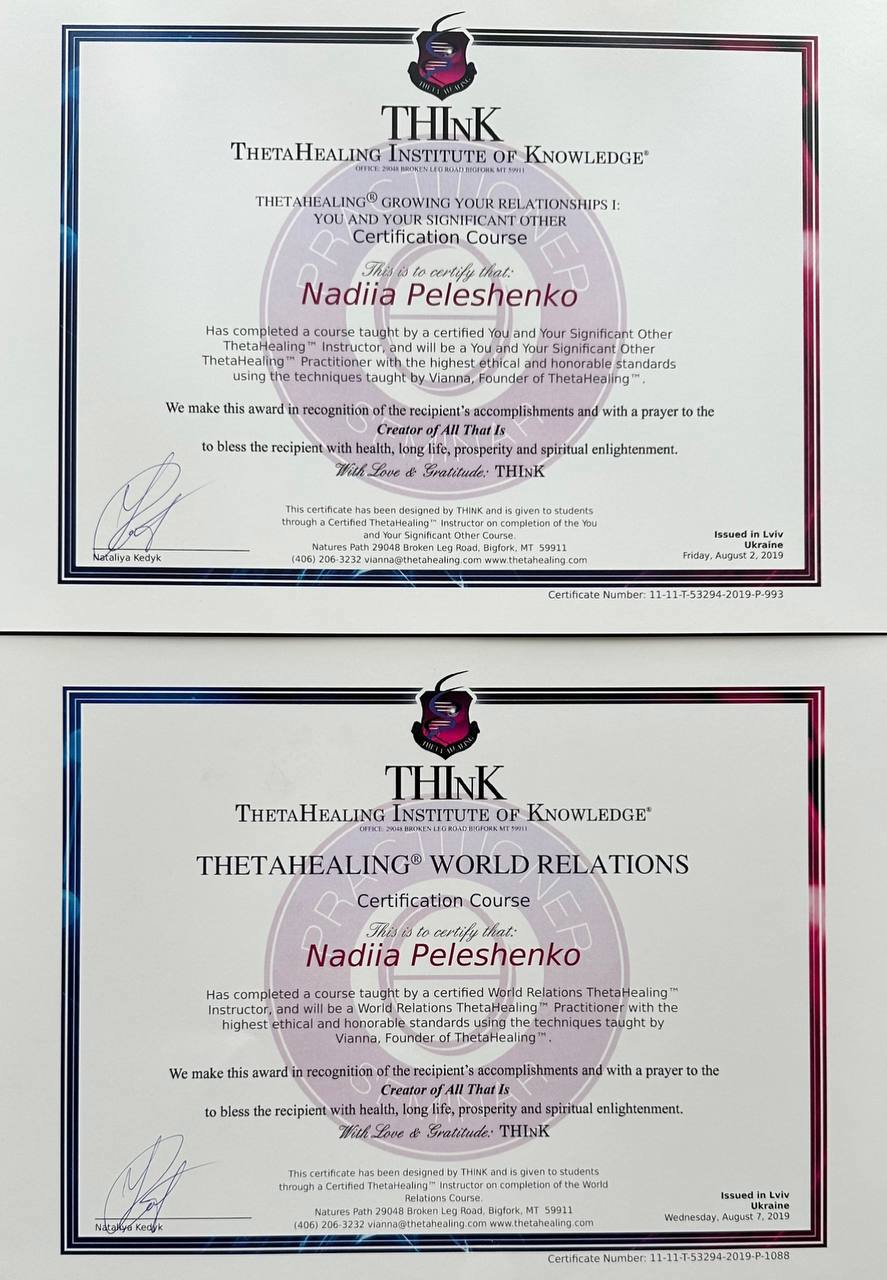 THETA HEALING
THInK
THETAHEALING INSTITUTE OF KNOWLEDGE®
OFFICE: 29048 BROKEN LEG ROAD BIGFORK MT 59911
THETAHEALING® GROWING YOUR RELATIONSHIPS I:
YOU AND YOUR SIGNIFICANT OTHER
Certification Course
This is to certify that:
Nadiia Peleshenko
Has completed a course taught by a certified You and Your Significant Other
ThetaHealing™ Instructor, and will be a You and Your Significant Other
ThetaHealing™ Practitioner with the highest ethical and honorable standards
using the techniques taught by Vianna, Founder of ThetaHealing™.
We make this award in recognition of the recipient's accomplishments and with a prayer to the
Creator of All That Is
to bless the recipient with health, long life, prosperity and spiritual enlightenment.
With Love & Gratitude: THInK
PRACTITIONER
SEMINAR
This certificate has been designed by THINK and is given to students
through a Certified ThetaHealing™ Instructor on completion of the You
and Your Significant Other Course.
Natures Path 29048 Broken Leg Road, Bigfork, MT 59911
(406) 206-3232 vianna@thetahealing.com www.thetahealing.com
Nataliya Kedyk
Issued in Lviv
Ukraine
Friday, August 2, 2019
Certificate Number: 11-11-T-53294-2019-P-993
THETA HEALING
THInK
THETAHEALING INSTITUTE OF KNOWLEDGE®
OFFICE: 29048 BROKEN LEG ROAD BIGFORK MT 59911
THETAHEALING® WORLD RELATIONS
Certification Course
This is to certify that:
Nadiia Peleshenko
Has completed a course taught by a certified World Relations ThetaHealing™
Instructor, and will be a World Relations ThetaHealing™ Practitioner with the
highest ethical and honorable standards using the techniques taught by
Vianna, Founder of ThetaHealing™.
We make this award in recognition of the recipient's accomplishments and with a prayer to the
Creator of All That Is
to bless the recipient with health, long life, prosperity and spiritual enlightenment.
With Love & Gratitude: THInK
PRACTITIONER
SEMINAR
This certificate has been designed by THINK and is given to students
through a Certified ThetaHealing™ Instructor on completion of the World
Relations Course.
Natures Path 29048 Broken Leg Road, Bigfork, MT 59911
(406) 206-3232 vianna@thetahealing.com www.thetahealing.com
Nataliya Kedyk
Issued in Lviv
Ukraine
Wednesday, August 7, 2019
Certificate Number: 11-11-T-53294-2019-P-1088